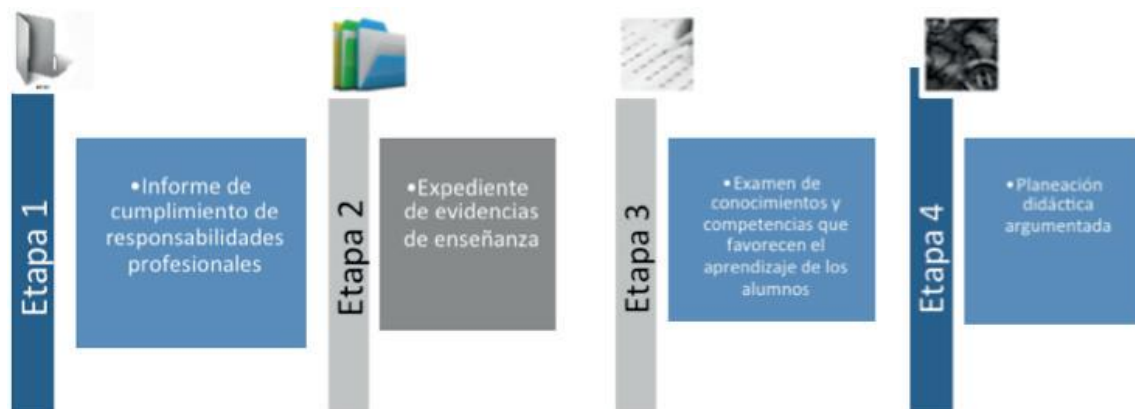 Etapa 1
•Informe de
cumplimiento de
responsabilidades
profesionales
Etapa 2
•Expediente
de evidencias
de enseñanza
Etapa 3
•Examen de
conocimientos y
competencias que
favorecen el
aprendizaje de los
alumnos
Etapa 4
•Planeación
didáctica
argumentada